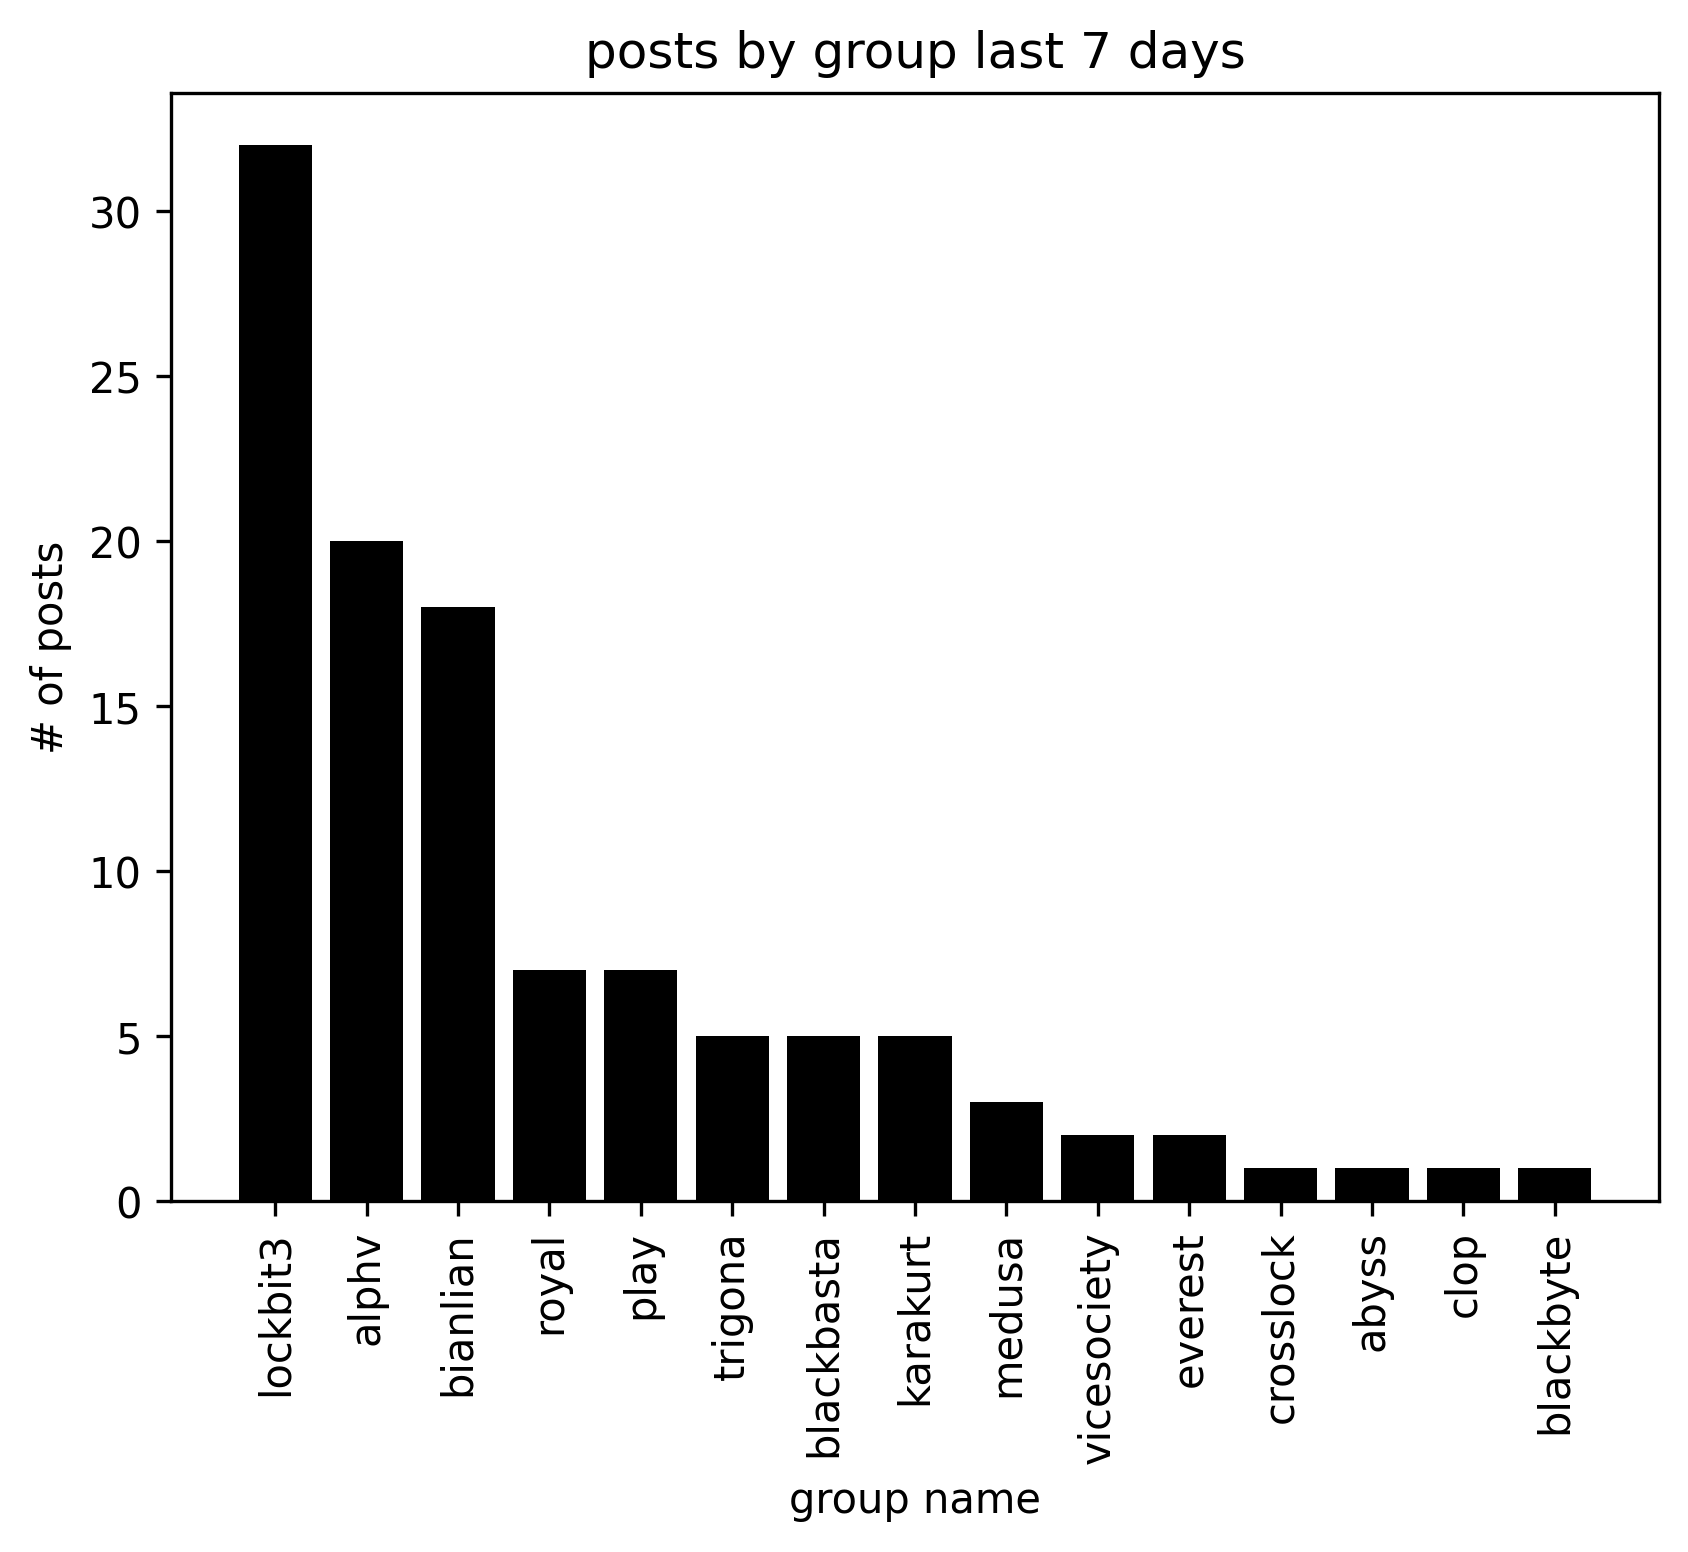 posts by group last 7 days
# of posts
30
25
20
15
10
5
0
lockbit3
alphv
bianlian
royal
play
trigona
blackbasta
karakurt
medusa
vicesociety
everest
crosslock
abyss
clop
blackbyte
group name